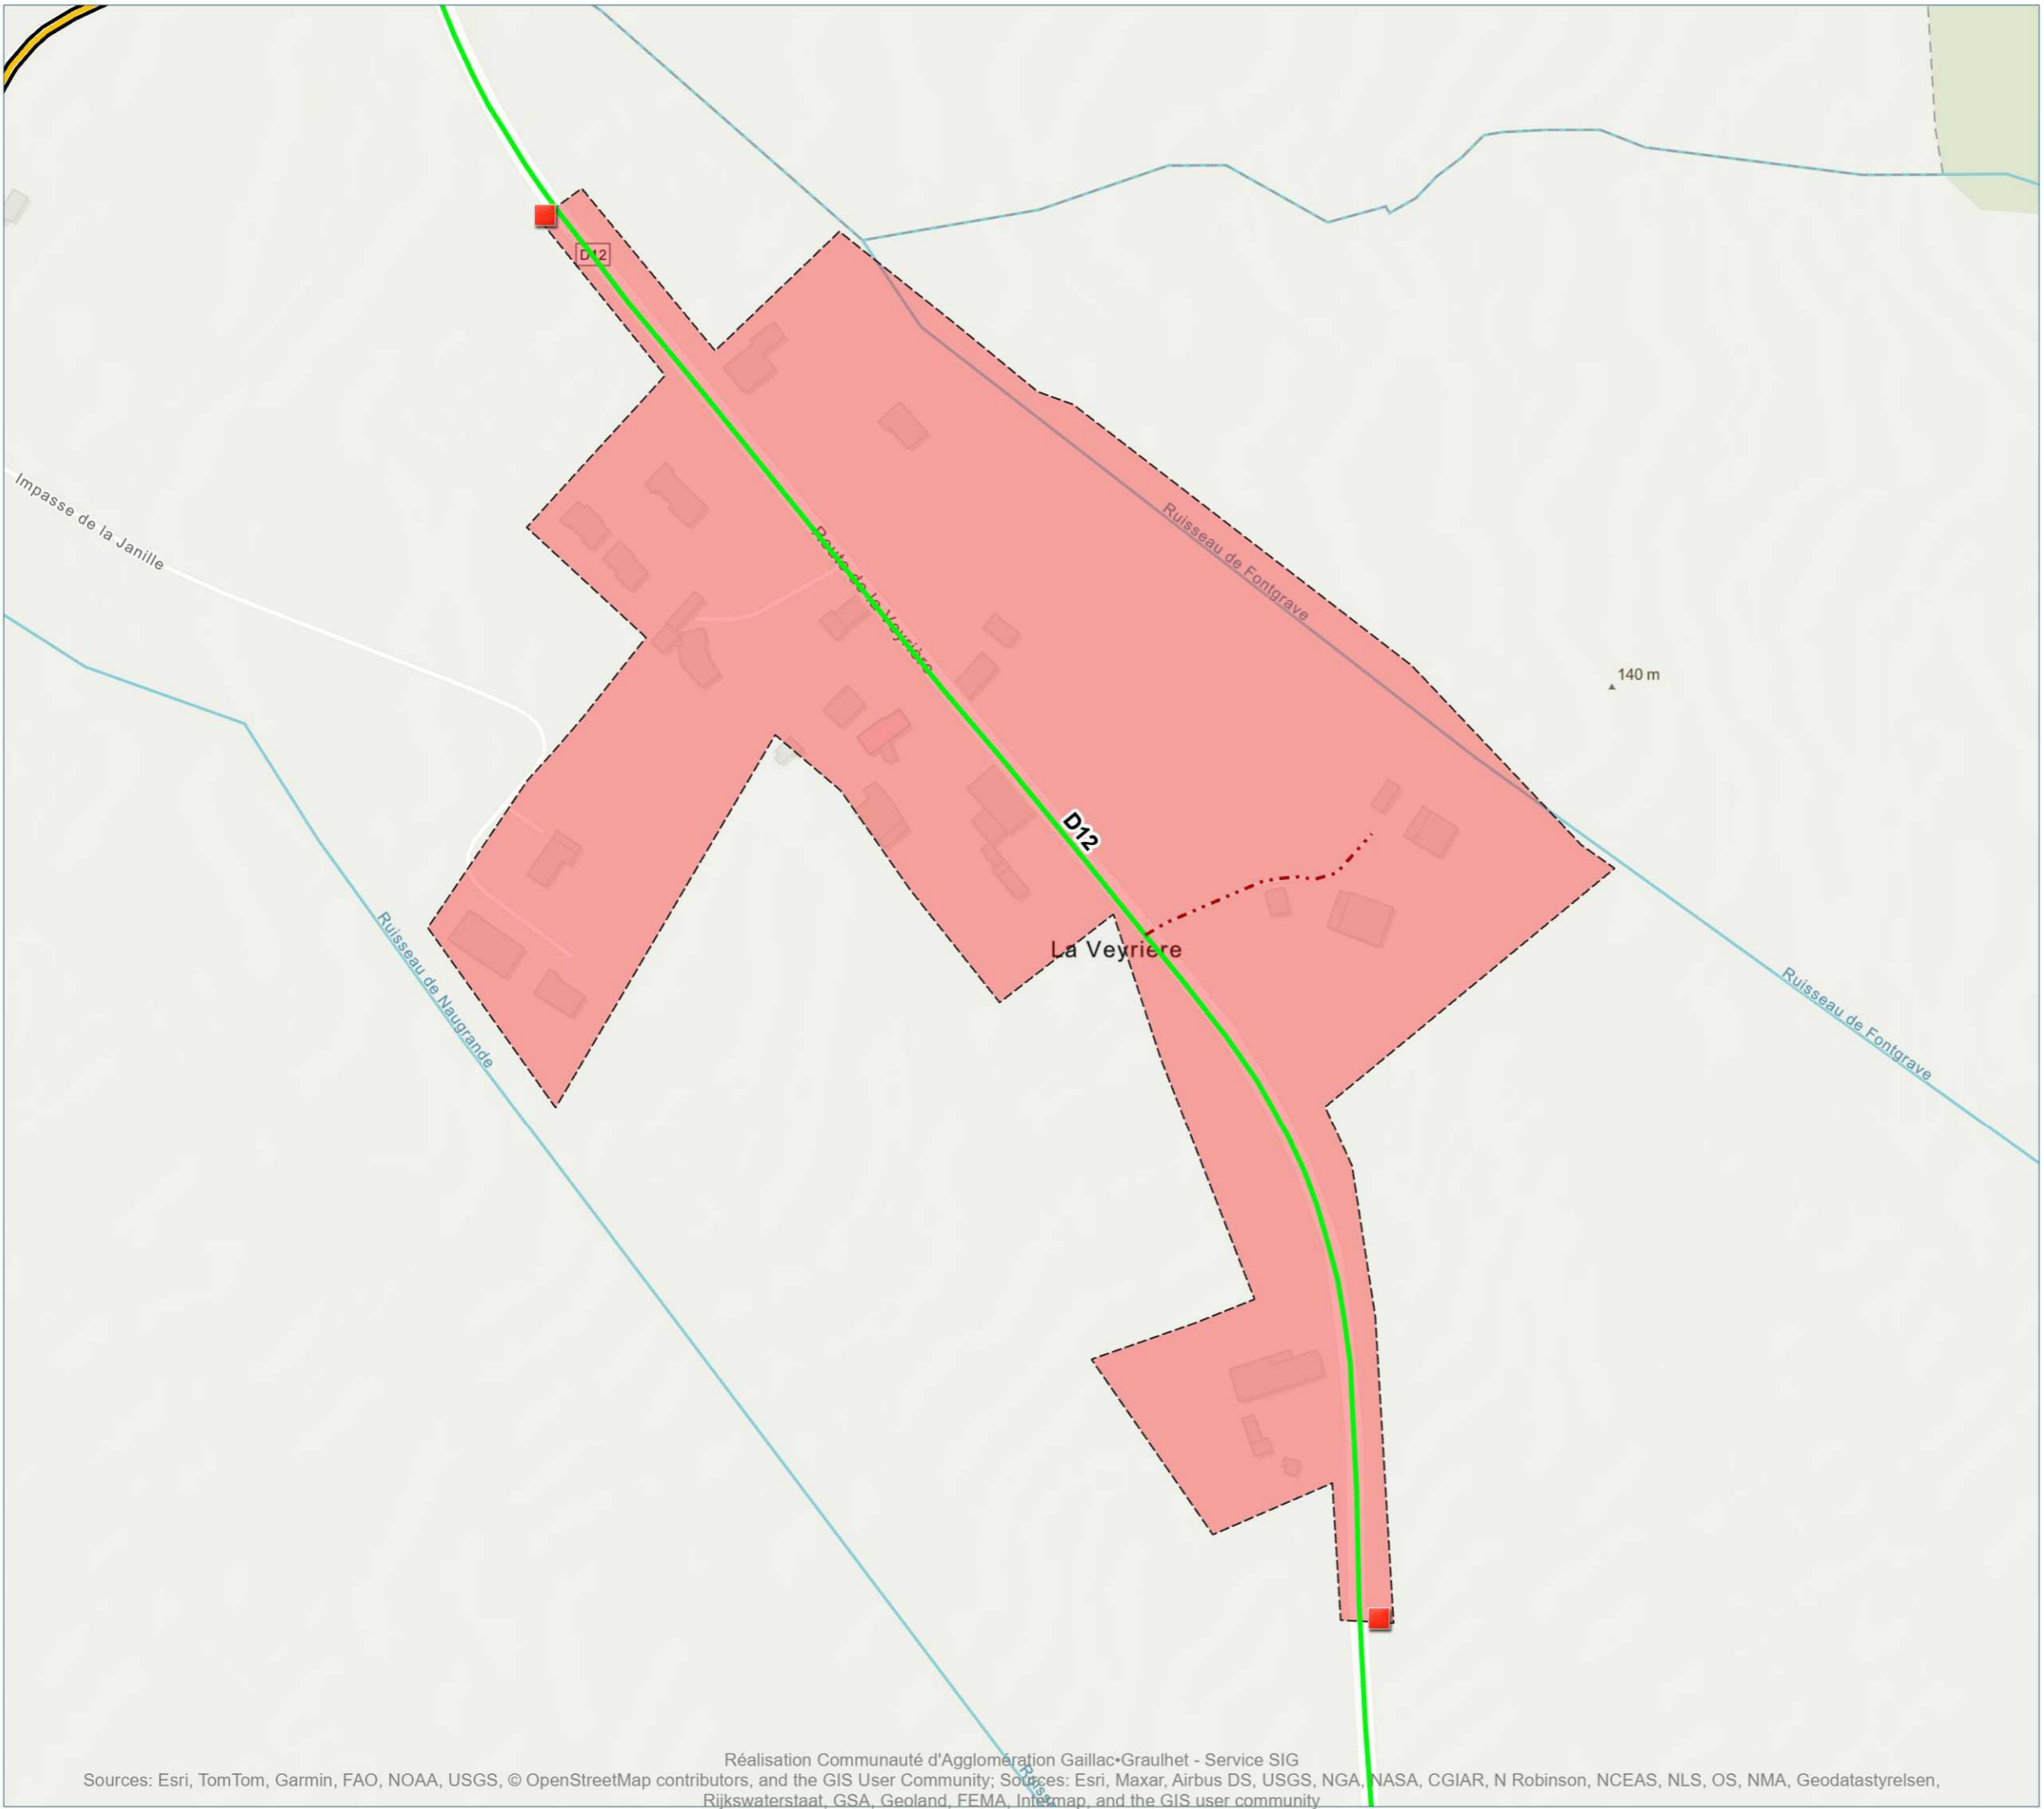 D12
Impasse de la Janille
Route de la Veyrière
Ruisseau de Fontgrave
140 m
D12
La Veyrière
Ruisseau de Naugrande
Ruisseau de Fontgrave
Réalisation Communauté d'Agglomération Gaillac•Graulhet - Service SIG
Sources: Esri, TomTom, Garmin, FAO, NOAA, USGS, © OpenStreetMap contributors, and the GIS User Community; Sources: Esri, Maxar, Airbus DS, USGS, NGA, NASA, CGIAR, N Robinson, NCEAS, NLS, OS, NMA, Geodatastyrelsen,
Rijkswaterstaat, GSA, Geoland, FEMA, Intermap, and the GIS user community